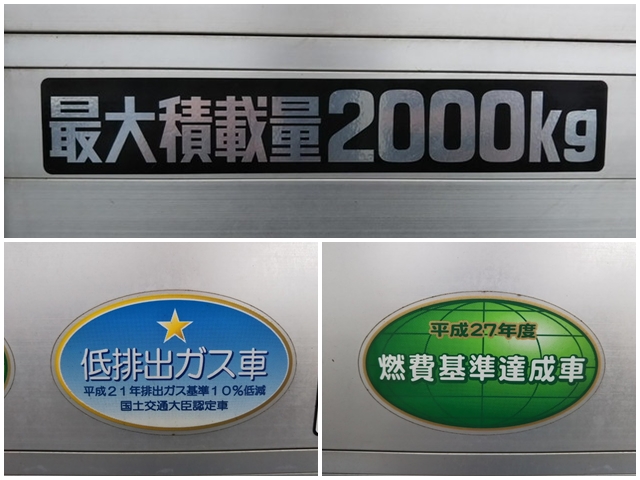 最大積載量2000kg
低排出ガス車
平成21年排出ガス基準10%低減
国土交通大臣認定車
平成27年度
燃費基準達成車